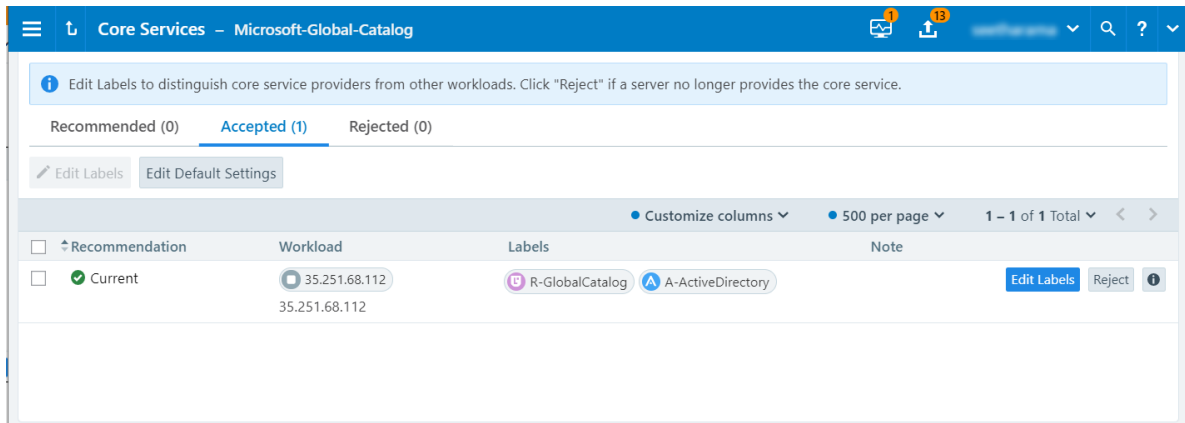 Core Services – Microsoft-Global-Catalog
1
13
?
Edit Labels to distinguish core service providers from other workloads. Click "Reject" if a server no longer provides the core service.
Recommended (0) Accepted (1) Rejected (0)
Edit Labels Edit Default Settings
Customize columns 500 per page 1 – 1 of 1 Total
Recommendation Workload Labels Note
Current 35.251.68.112 R-GlobalCatalog A A-ActiveDirectory Edit Labels Reject
35.251.68.112